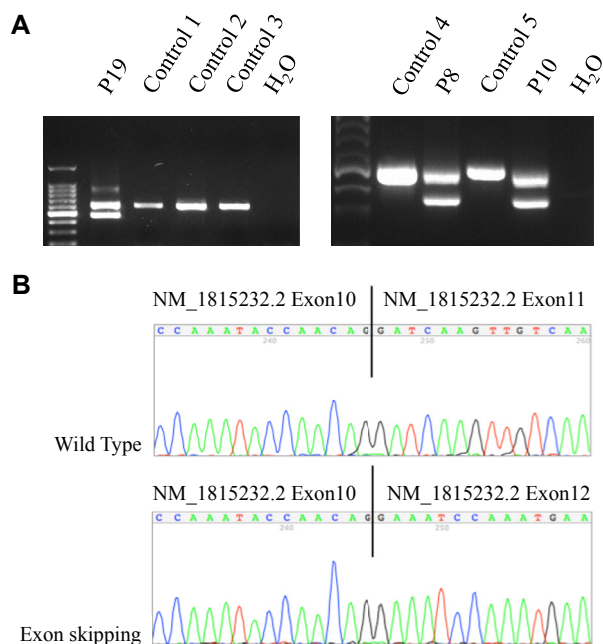 A
P19 Control 1 Control 2 Control 3 H2O Control 4 P8 Control 5 P10 H2O
B
NM_1815232.2 Exon10 NM_1815232.2 Exon11
C C A A A T A C C A A C A G G A T C A A G T T G T C A A
240 250 260
Wild Type
NM_1815232.2 Exon10 NM_1815232.2 Exon12
C C A A A T A C C A A C A G G A A A T C C A A A T G A A
240 250
Exon skipping